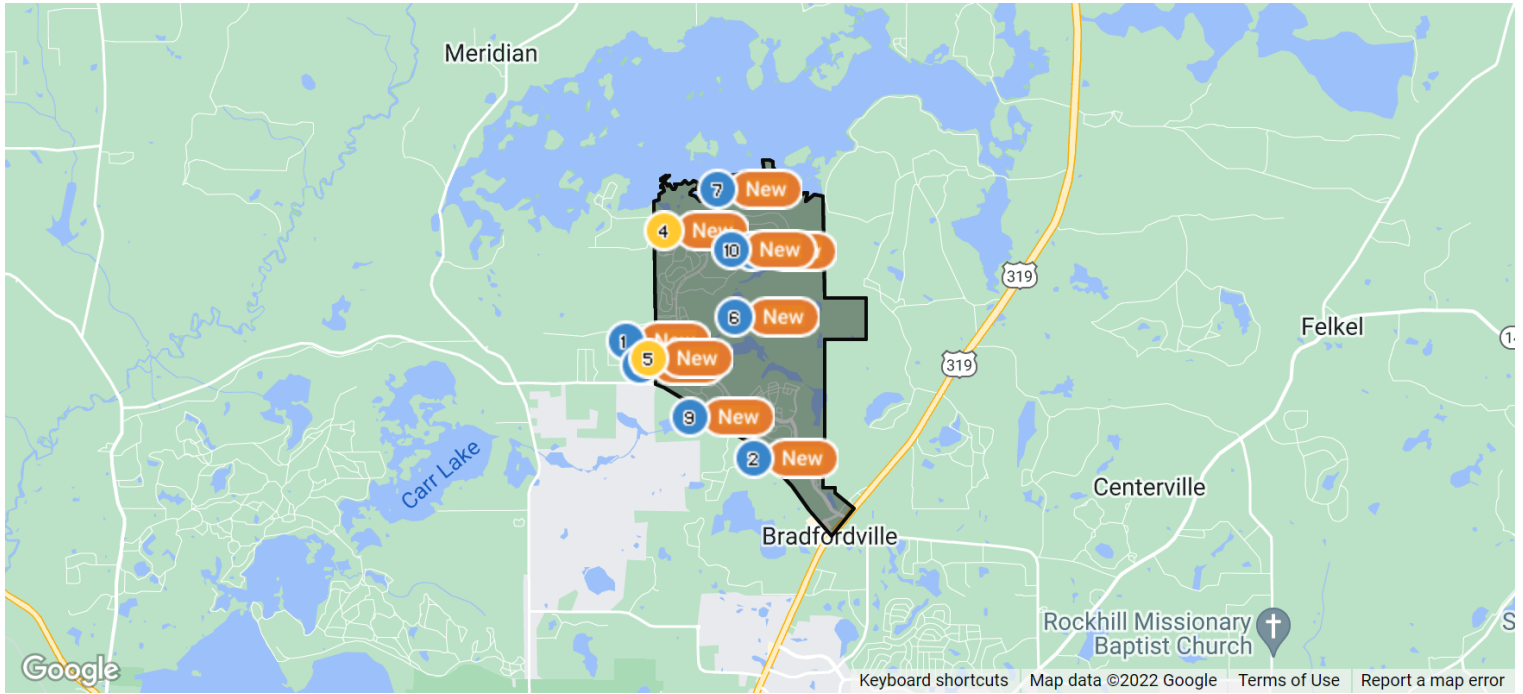 Meridian
7 New
4 New
10 New
319
6 New
Felkel
1 New
5 New
319
9 New
Carr Lake
2 New
Centerville
Bradfordville
Rockhill Missionary
Baptist Church
Google
Keyboard shortcuts
Map data ©2022 Google
Terms of Use
Report a map error